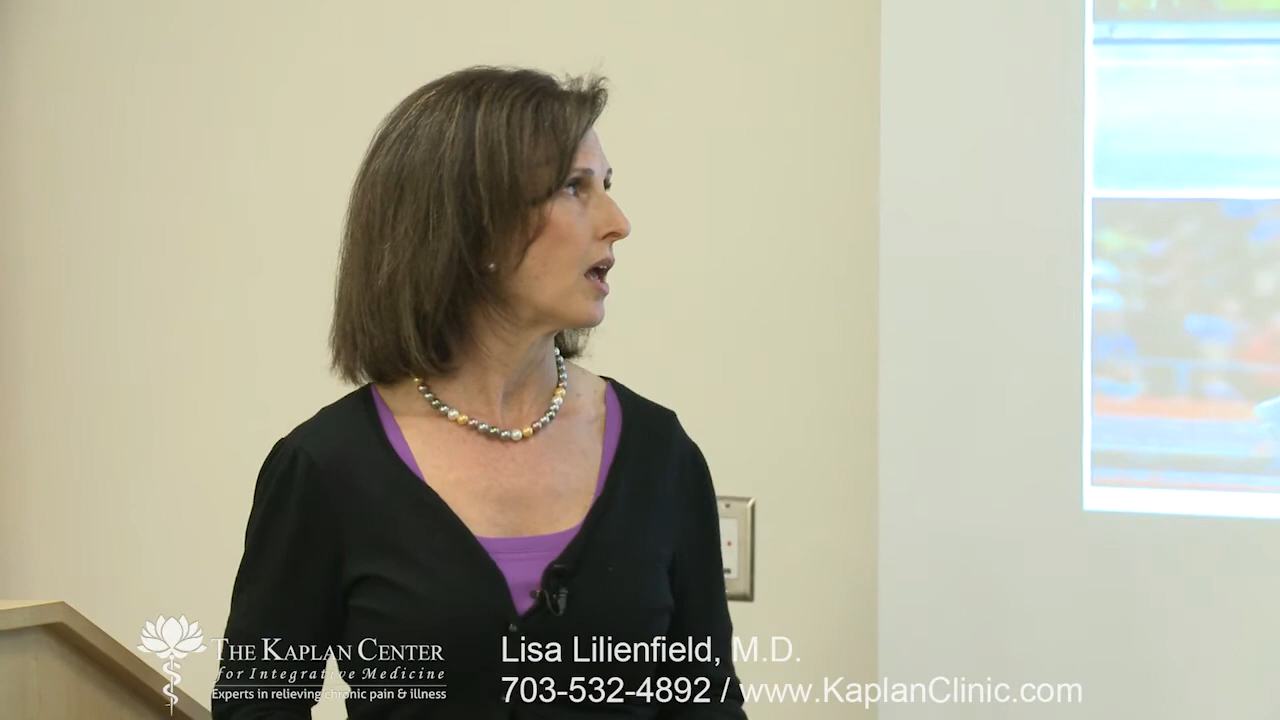 THE KAPLAN CENTER
for Integrative Medicine
Experts in relieving chronic pain & illness
Lisa Lilienfield, M.D.
703-532-4892 / www.KaplanClinic.com